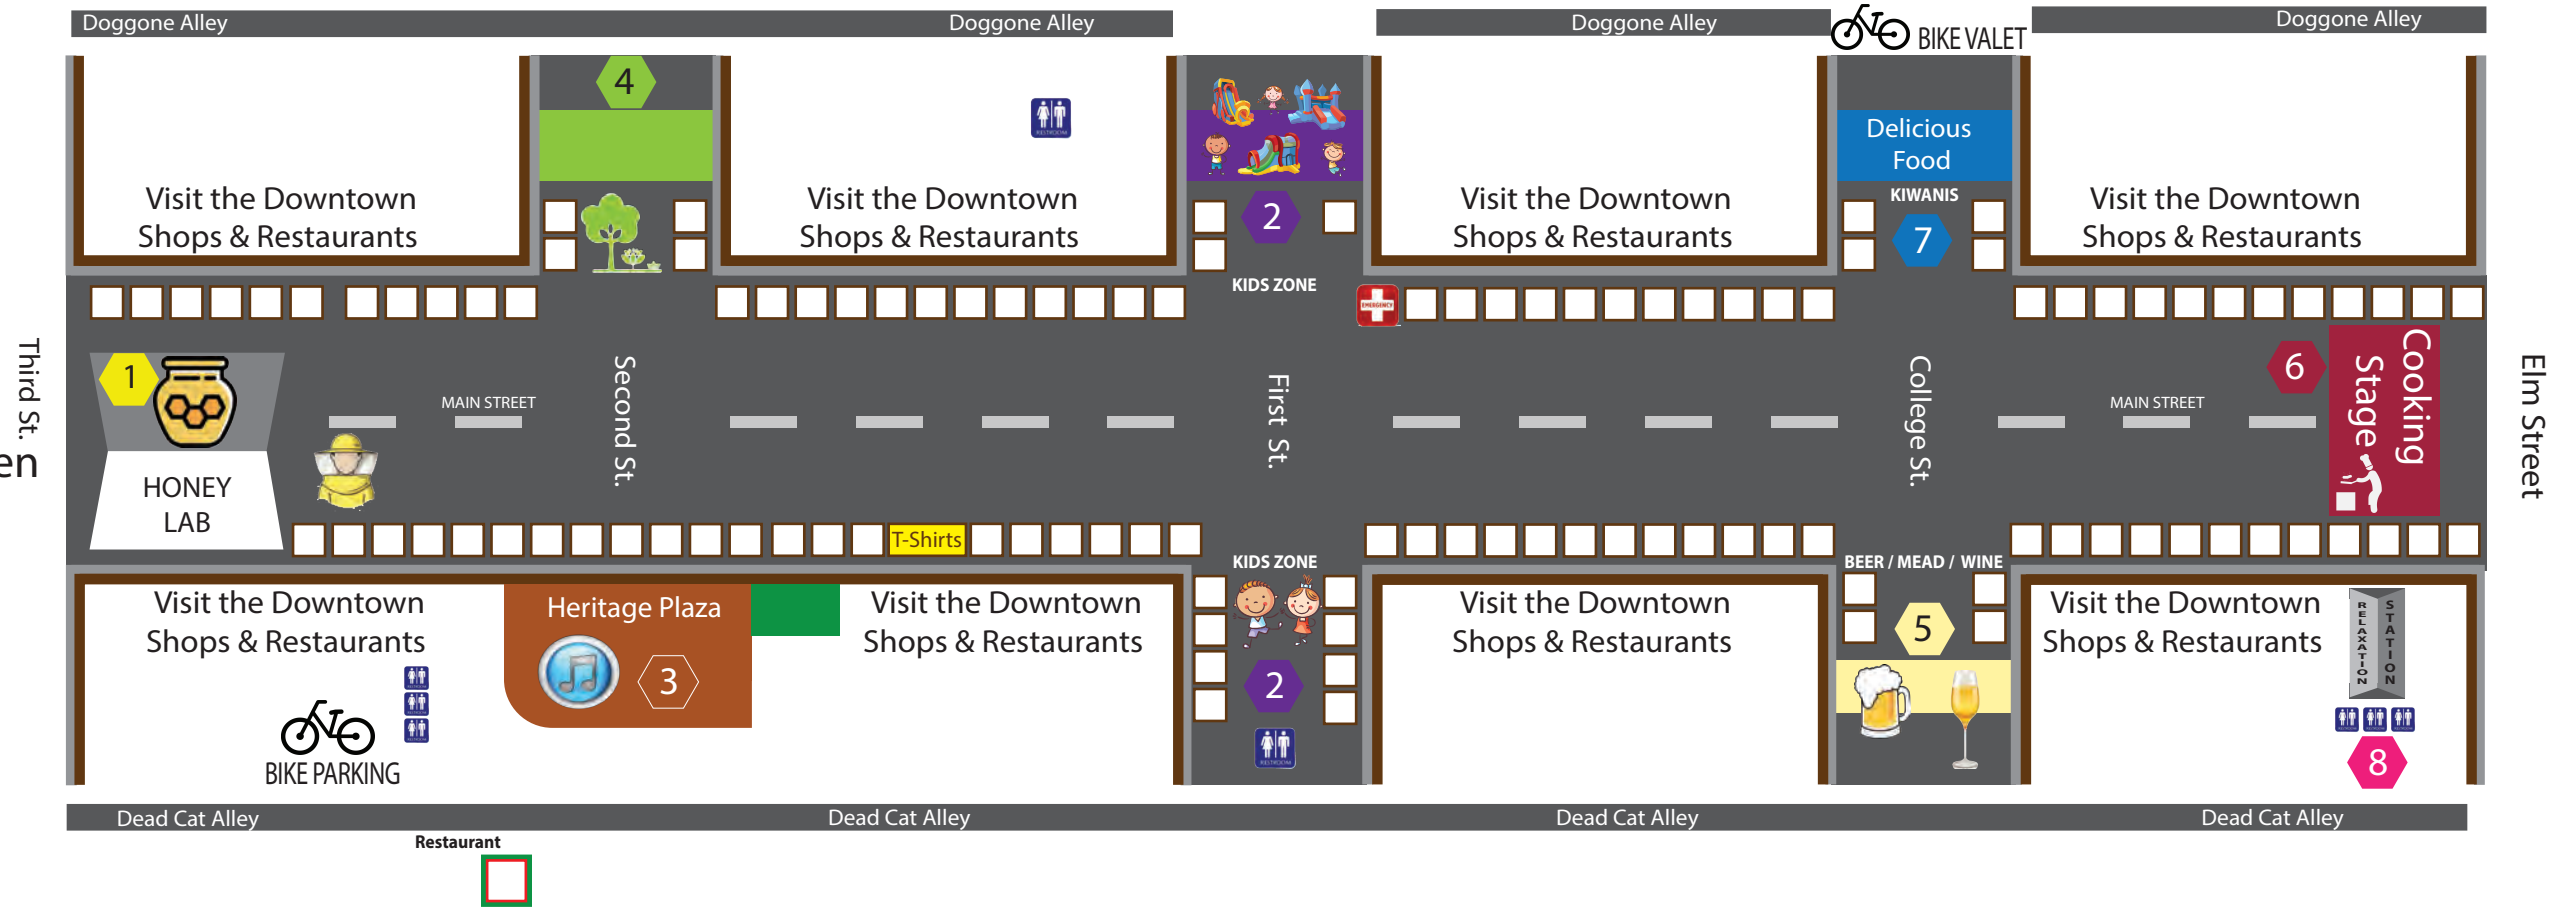 Doggone Alley
Doggone Alley
Doggone Alley
BIKE VALET
Doggone Alley
4
RESTROOM
Delicious
Food
Visit the Downtown
Shops & Restaurants
Visit the Downtown
Shops & Restaurants
2
Visit the Downtown
Shops & Restaurants
KIWANIS
7
Visit the Downtown
Shops & Restaurants
KIDS ZONE
EMERGENCY
Third St.
en
1
HONEY
LAB
MAIN STREET
Second St.
First St.
College St.
MAIN STREET
6
Cooking
Stage
Elm Street
T-Shirts
KIDS ZONE
BEER / MEAD / WINE
Visit the Downtown
Shops & Restaurants
Heritage Plaza
3
Visit the Downtown
Shops & Restaurants
2
RESTROOM
Visit the Downtown
Shops & Restaurants
5
Visit the Downtown
Shops & Restaurants
RELAXATION
STATION
8
BIKE PARKING
Dead Cat Alley
Dead Cat Alley
Dead Cat Alley
Dead Cat Alley
Restaurant